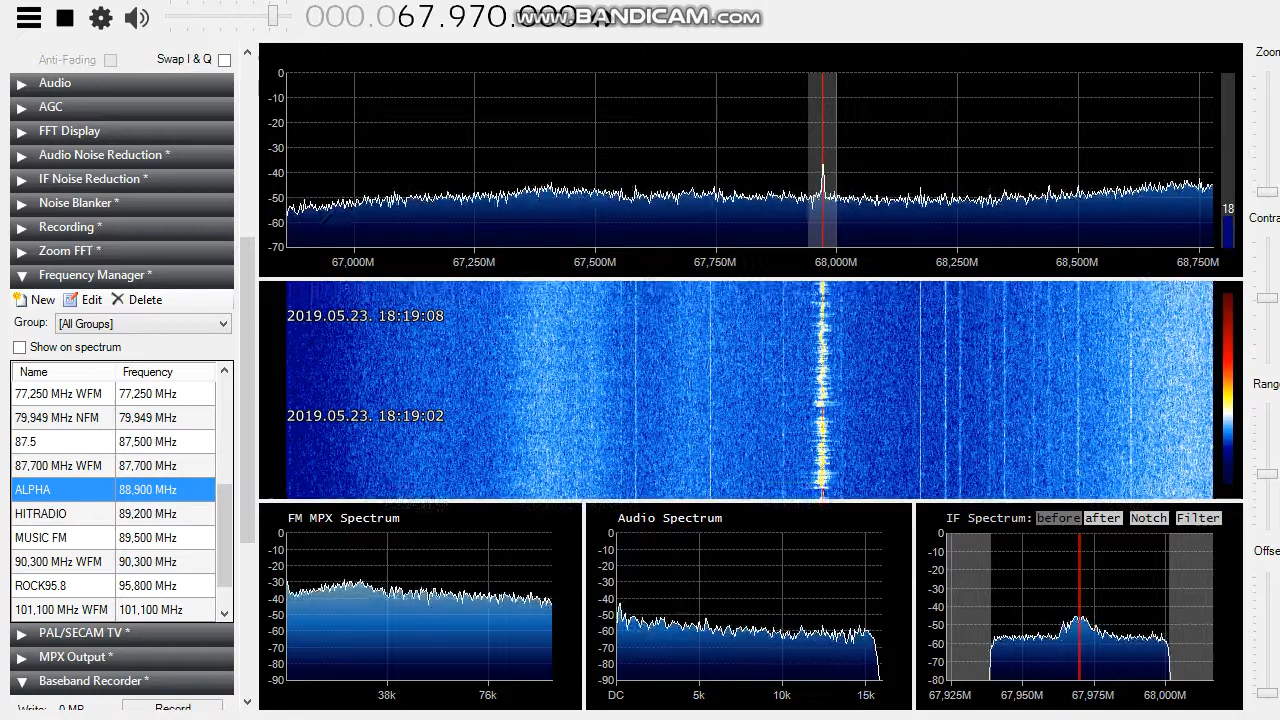 000.067.970.000
www.BANDICAM.com
Anti-Fading
Swap I & Q
Audio
AGC
FFT Display
Audio Noise Reduction *
IF Noise Reduction *
Noise Blanker *
Recording *
Zoom FFT *
Frequency Manager *
New Edit Delete
Group: [All Groups]
Show on spectrum
Name Frequency
77,250 MHz WFM 77,250 MHz
79,949 MHz NFM 79,949 MHz
87.5 87,500 MHz
87,700 MHz WFM 87,700 MHz
ALPHA 88,900 MHz
HITRADIO 89,200 MHz
MUSIC FM 89,500 MHz
90,300 MHz WFM 90,300 MHz
ROCK95.8 95,800 MHz
101,100 MHz WFM 101,100 MHz
PAL/SECAM TV *
MPX Output *
Baseband Recorder *
Write: 0 MB Record
0
-10
-20
-30
-40
-50
-60
-70
67,000M 67,250M 67,500M 67,750M 68,000M 68,250M 68,500M 68,750M
18
2019.05.23. 18:19:08
2019.05.23. 18:19:02
FM MPX Spectrum
0
-10
-20
-30
-40
-50
-60
-70
-80
-90
38k 76k
Audio Spectrum
0
-10
-20
-30
-40
-50
-60
-70
-80
-90
DC 5k 10k 15k
IF Spectrum: before after Notch Filter
0
-10
-20
-30
-40
-50
-60
-70
-80
67,925M 67,950M 67,975M 68,000M
Zoom
Contra
Range
Offse